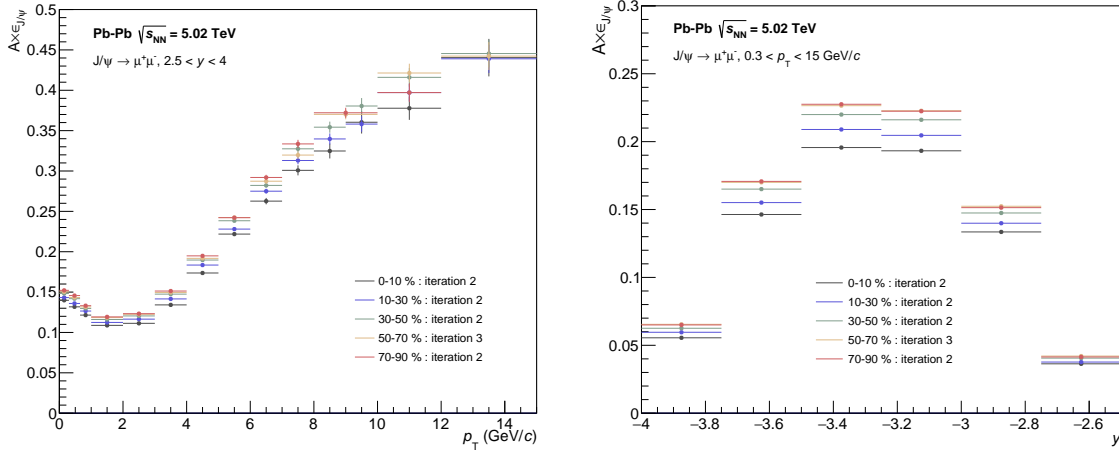 A×ϵ_J/ψ
Pb-Pb √s_NN = 5.02 TeV
J/ψ → μ⁺μ⁻, 2.5 < y < 4
0.45
0.4
0.35
0.3
0.25
0.2
0.15
0.1
0.05
0
0-10 % : iteration 2
10-30 % : iteration 2
30-50 % : iteration 2
50-70 % : iteration 3
70-90 % : iteration 2
0 2 4 6 8 10 12 14
p_T (GeV/c)
A×ϵ_J/ψ
Pb-Pb √s_NN = 5.02 TeV
J/ψ → μ⁺μ⁻, 0.3 < p_T < 15 GeV/c
0.3
0.25
0.2
0.15
0.1
0.05
0
0-10 % : iteration 2
10-30 % : iteration 2
30-50 % : iteration 2
50-70 % : iteration 3
70-90 % : iteration 2
−4 −3.8 −3.6 −3.4 −3.2 −3 −2.8 −2.6
y